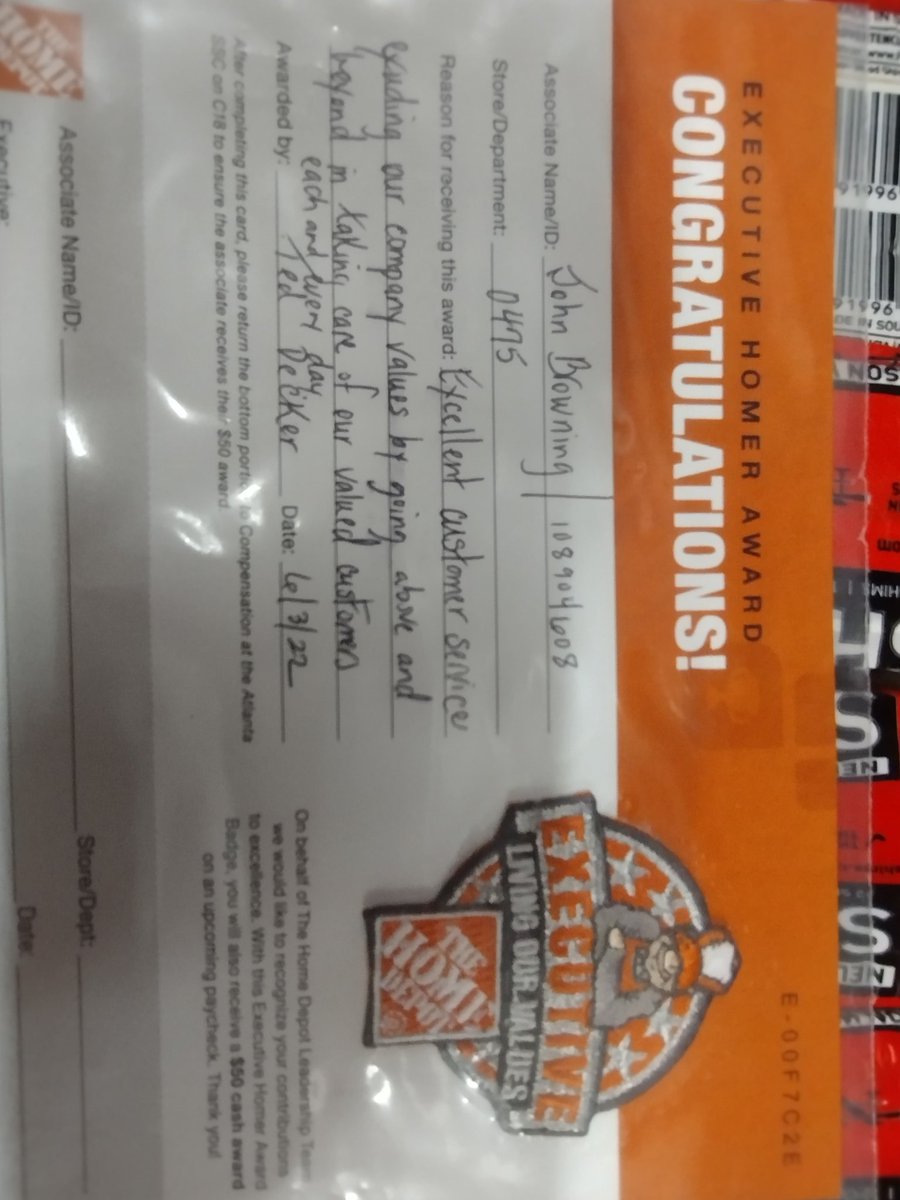 EXECUTIVE HOMER AWARD
CONGRATULATIONS!
E-00F7C2E
Associate Name/ID: John Browning / 108904608
Store/Department: 0475
Reason for receiving this award: Excellent customer service
our company values by going above and
beyond in taking care of our valued customers
each and every day
Awarded by: Ted Decker Date: 6/3/22
After completing this card, please return the bottom portion to Compensation at the Atlanta
SSC on C18 to ensure the associate receives their $50 award.
EXECUTIVE
LIVING OUR VALUES
THE
HOME
DEPOT
On behalf of The Home Depot Leadership Team
we would like to recognize your contributions
to excellence. With this Executive Homer Award
Badge, you will also receive a $50 cash award
on an upcoming paycheck. Thank you!
THE
HOME
DEPOT
Associate Name/ID: Store/Dept:
Executive: Date: